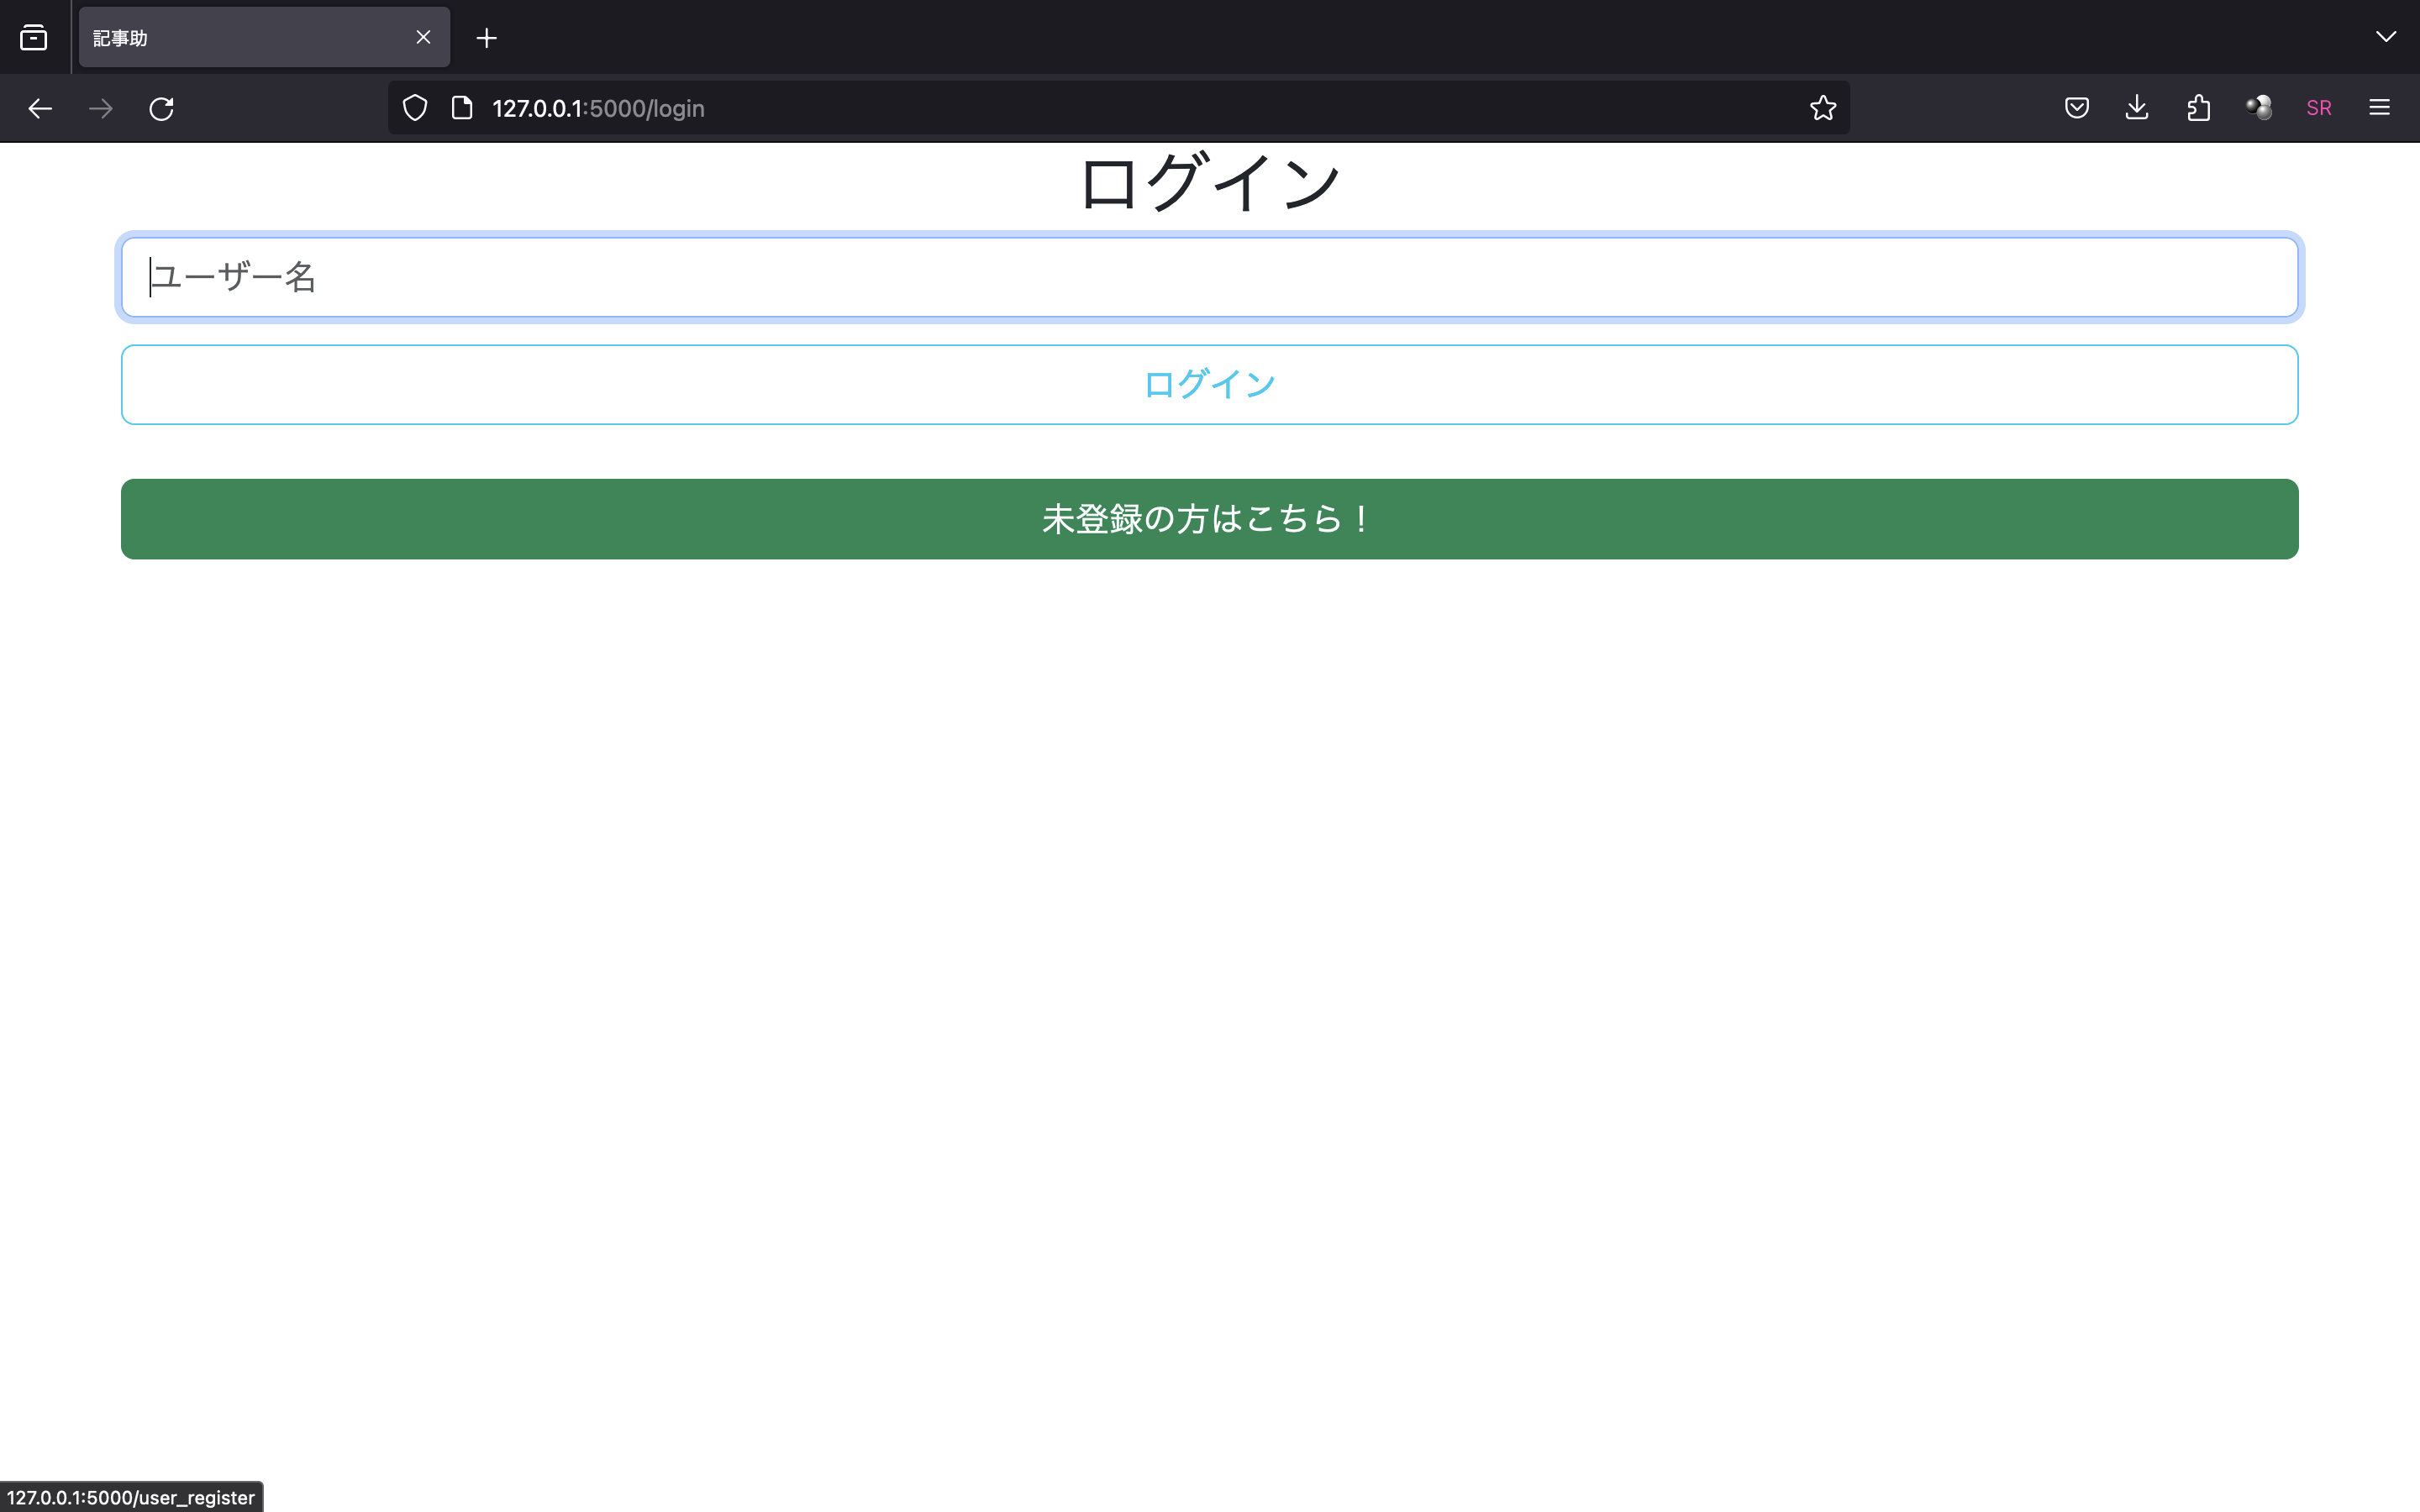 記事助
127.0.0.1:5000/login
SR
ログイン
ユーザー名
ログイン
未登録の方はこちら！
127.0.0.1:5000/user_register